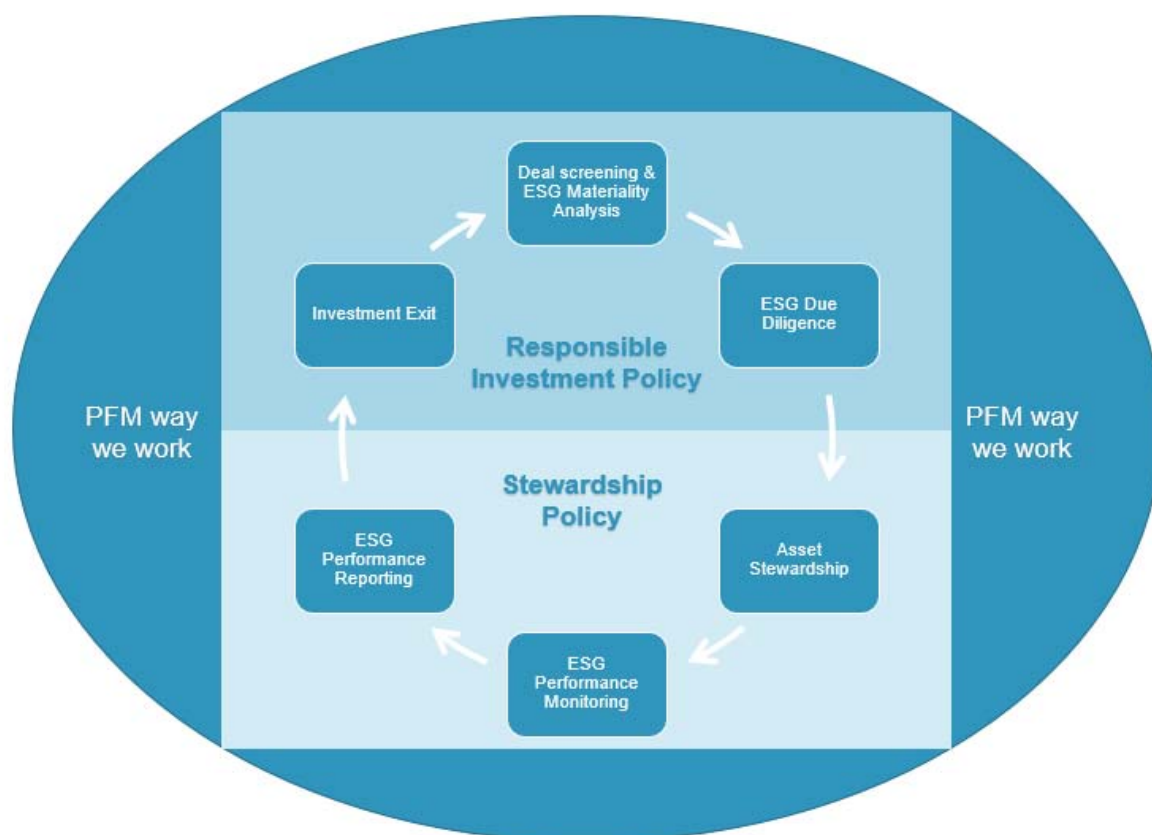 Deal screening &
ESG Materiality
Analysis
Investment Exit
ESG Due
Diligence
Responsible
Investment Policy
PFM way
we work
PFM way
we work
Stewardship
Policy
ESG
Performance
Reporting
Asset
Stewardship
ESG
Performance
Monitoring